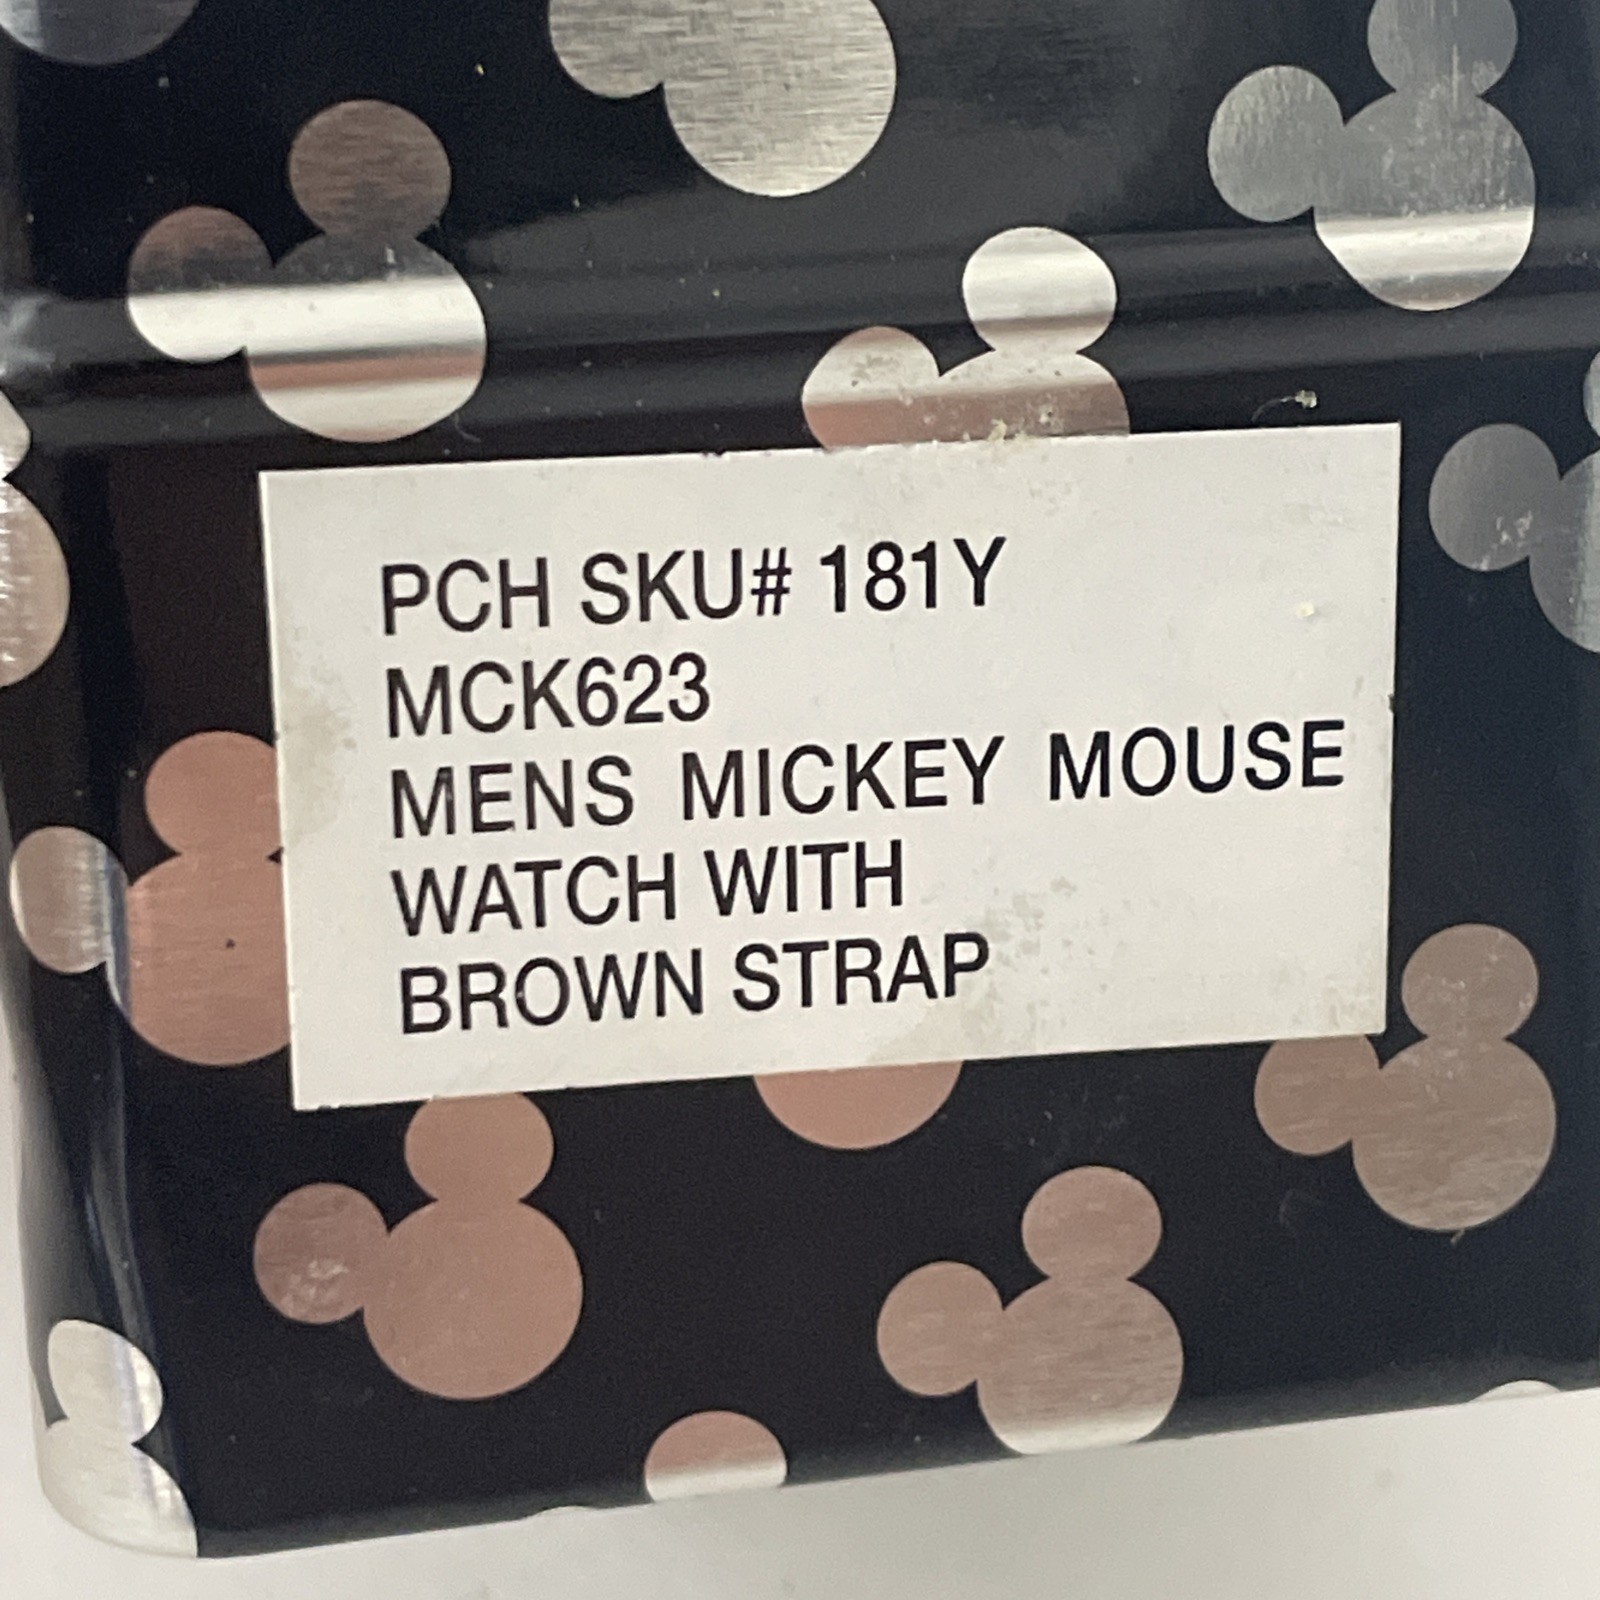 PCH SKU# 181Y
MCK623
MENS MICKEY MOUSE
WATCH WITH
BROWN STRAP